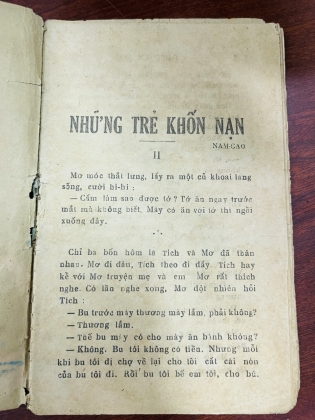 NHỮNG TRẺ KHỐN NẠN
II
NAM CAO
Mơ móc thắt lưng, lấy ra một củ khoai lang
sống, cười hi-hi :
— Cầm làm sao được tớ ? Tớ ăn ngay trước
mắt mà không biết. Mày có ăn với tớ thì ngồi
xuống đây.
Chỉ ba bốn hôm là Tích và Mơ đã thân
nhau. Mơ đi đâu, Tích theo đi đấy. Tích hay
kể với Mơ truyện mẹ và em Mơ rất thích
nghe. Có lần nghe xong, Mơ đột nhiên hỏi
Tích :
— Bu trước mày thương mày lắm, phải không ?
— Thương lắm.
— Thế bu mày có cho mày ăn bình không ?
— Không. Bu tôi không có tiền. Nhưng mỗi
khi bu tôi đi chợ về lại cho tôi cắt cái nón
của bu tôi đi. Rồi bu tôi bế em tôi, cho bú.